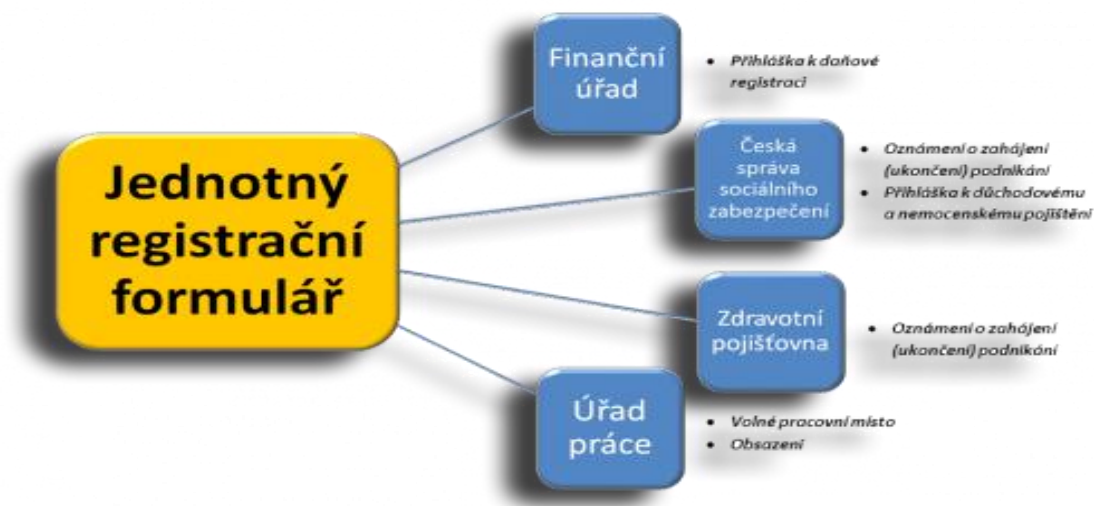 Jednotný
registrační
formulář
Finanční
úřad
• Přihláška k daňové
registraci
Česká
správa
sociálního
zabezpečení
• Oznámení o zahájení
(ukončení) podnikání
• Přihláška k důchodovému
a nemocenskému pojištění
Zdravotní
pojišťovna
• Oznámení o zahájení
(ukončení) podnikání
Úřad
práce
• Volné pracovní místo
• Obsazení